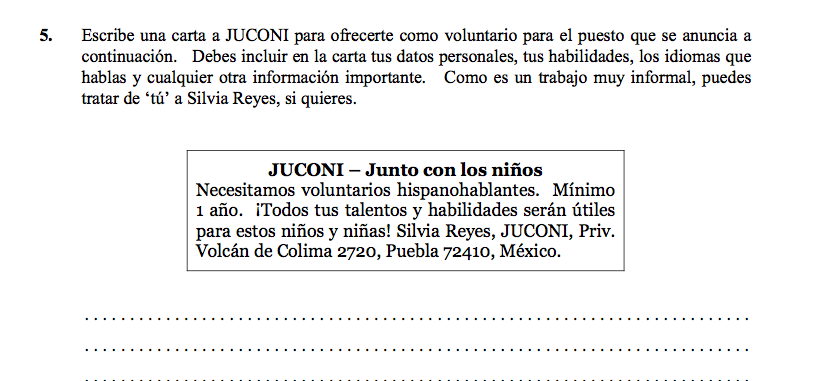 5. Escribe una carta a JUCONI para ofrecerte como voluntario para el puesto que se anuncia a
continuación. Debes incluir en la carta tus datos personales, tus habilidades, los idiomas que
hablas y cualquier otra información importante. Como es un trabajo muy informal, puedes
tratar de ‘tú’ a Silvia Reyes, si quieres.
JUCONI – Junto con los niños
Necesitamos voluntarios hispanohablantes. Mínimo
1 año. ¡Todos tus talentos y habilidades serán útiles
para estos niños y niñas! Silvia Reyes, JUCONI, Priv.
Volcán de Colima 2720, Puebla 72410, México.